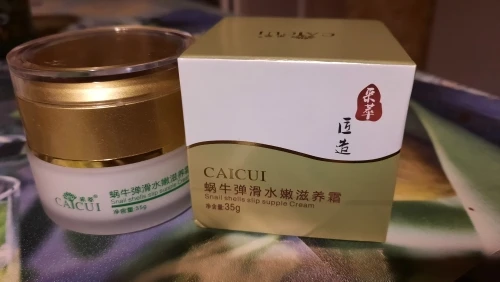 CAICUI
采萃
匠造
CAICUI
蜗牛弹滑水嫩滋养霜
Snail shells slip supple Cream
净含量:35g
采萃
CAICUI
蜗牛弹滑水嫩滋养霜
Snail shells slip supple Cream
净含量:35g